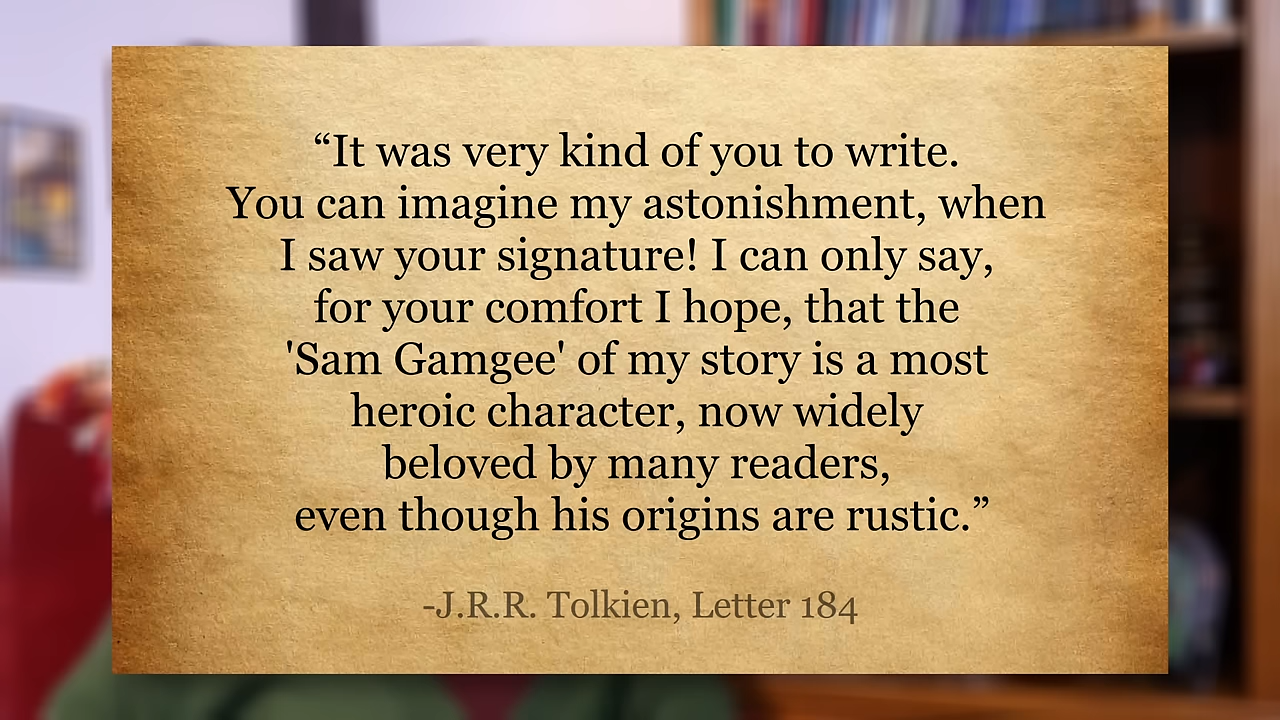 “It was very kind of you to write.
You can imagine my astonishment, when
I saw your signature! I can only say,
for your comfort I hope, that the
'Sam Gamgee' of my story is a most
heroic character, now widely
beloved by many readers,
even though his origins are rustic.”
-J.R.R. Tolkien, Letter 184